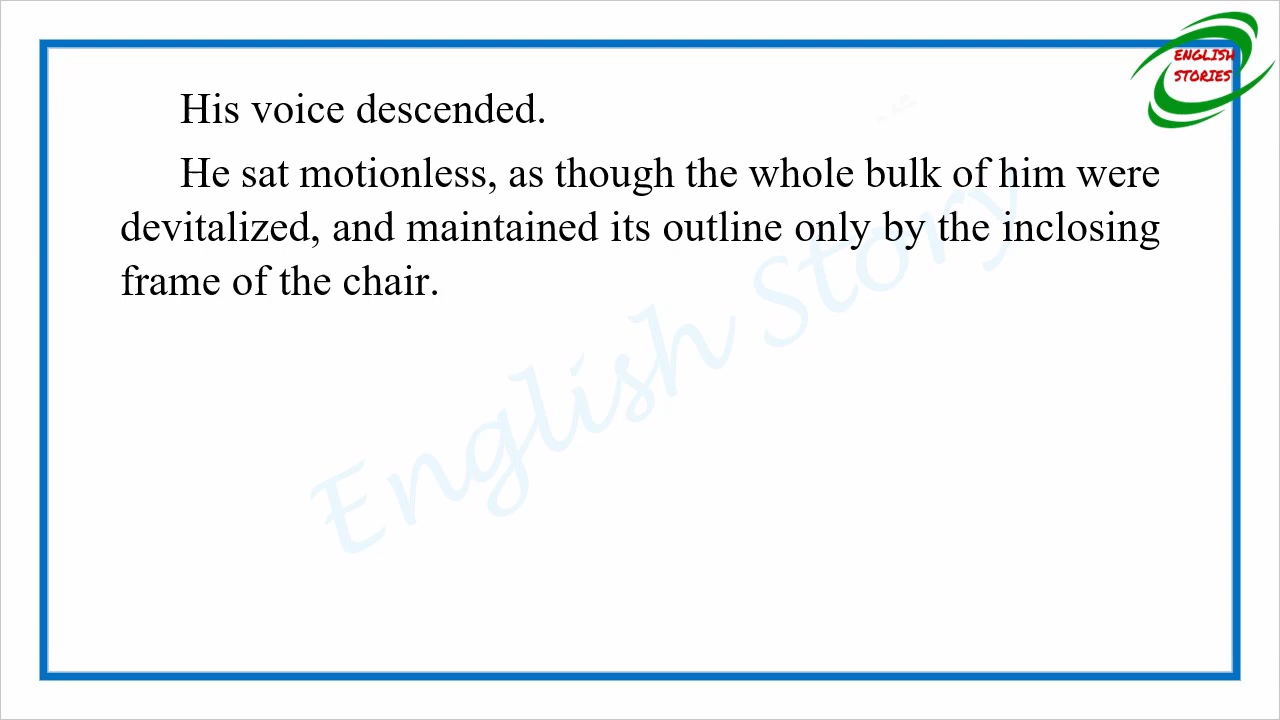 ENGLISH
STORIES
His voice descended.
He sat motionless, as though the whole bulk of him were
devitalized, and maintained its outline only by the inclosing
frame of the chair.
English Story